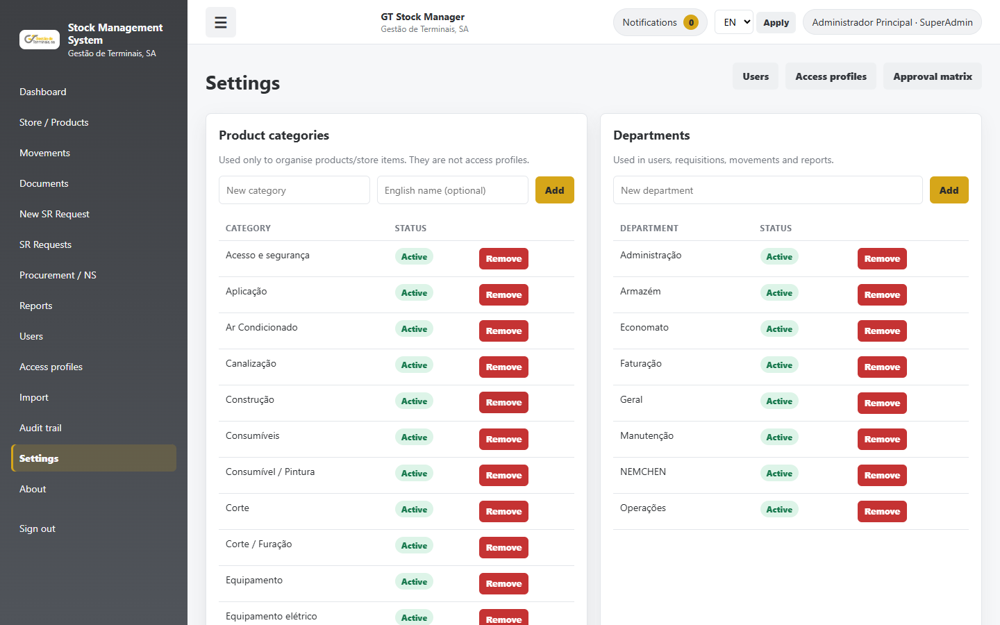 Stock Management
System
Gestão de Terminais, SA
Dashboard
Store / Products
Movements
Documents
New SR Request
SR Requests
Procurement / NS
Reports
Users
Access profiles
Import
Audit trail
Settings
About
Sign out
☰
GT Stock Manager
Gestão de Terminais, SA
Notifications 0
EN
Apply
Administrador Principal · SuperAdmin
Settings
Users
Access profiles
Approval matrix
Product categories
Used only to organise products/store items. They are not access profiles.
New category
English name (optional)
Add
CATEGORY STATUS
Acesso e segurança Active Remove
Aplicação Active Remove
Ar Condicionado Active Remove
Canalização Active Remove
Construção Active Remove
Consumíveis Active Remove
Consumível / Pintura Active Remove
Corte Active Remove
Corte / Furação Active Remove
Equipamento Active Remove
Equipamento elétrico Active Remove
Departments
Used in users, requisitions, movements and reports.
New department
Add
DEPARTMENT STATUS
Administração Active Remove
Armazém Active Remove
Economato Active Remove
Faturação Active Remove
Geral Active Remove
Manutenção Active Remove
NEMCHEN Active Remove
Operações Active Remove